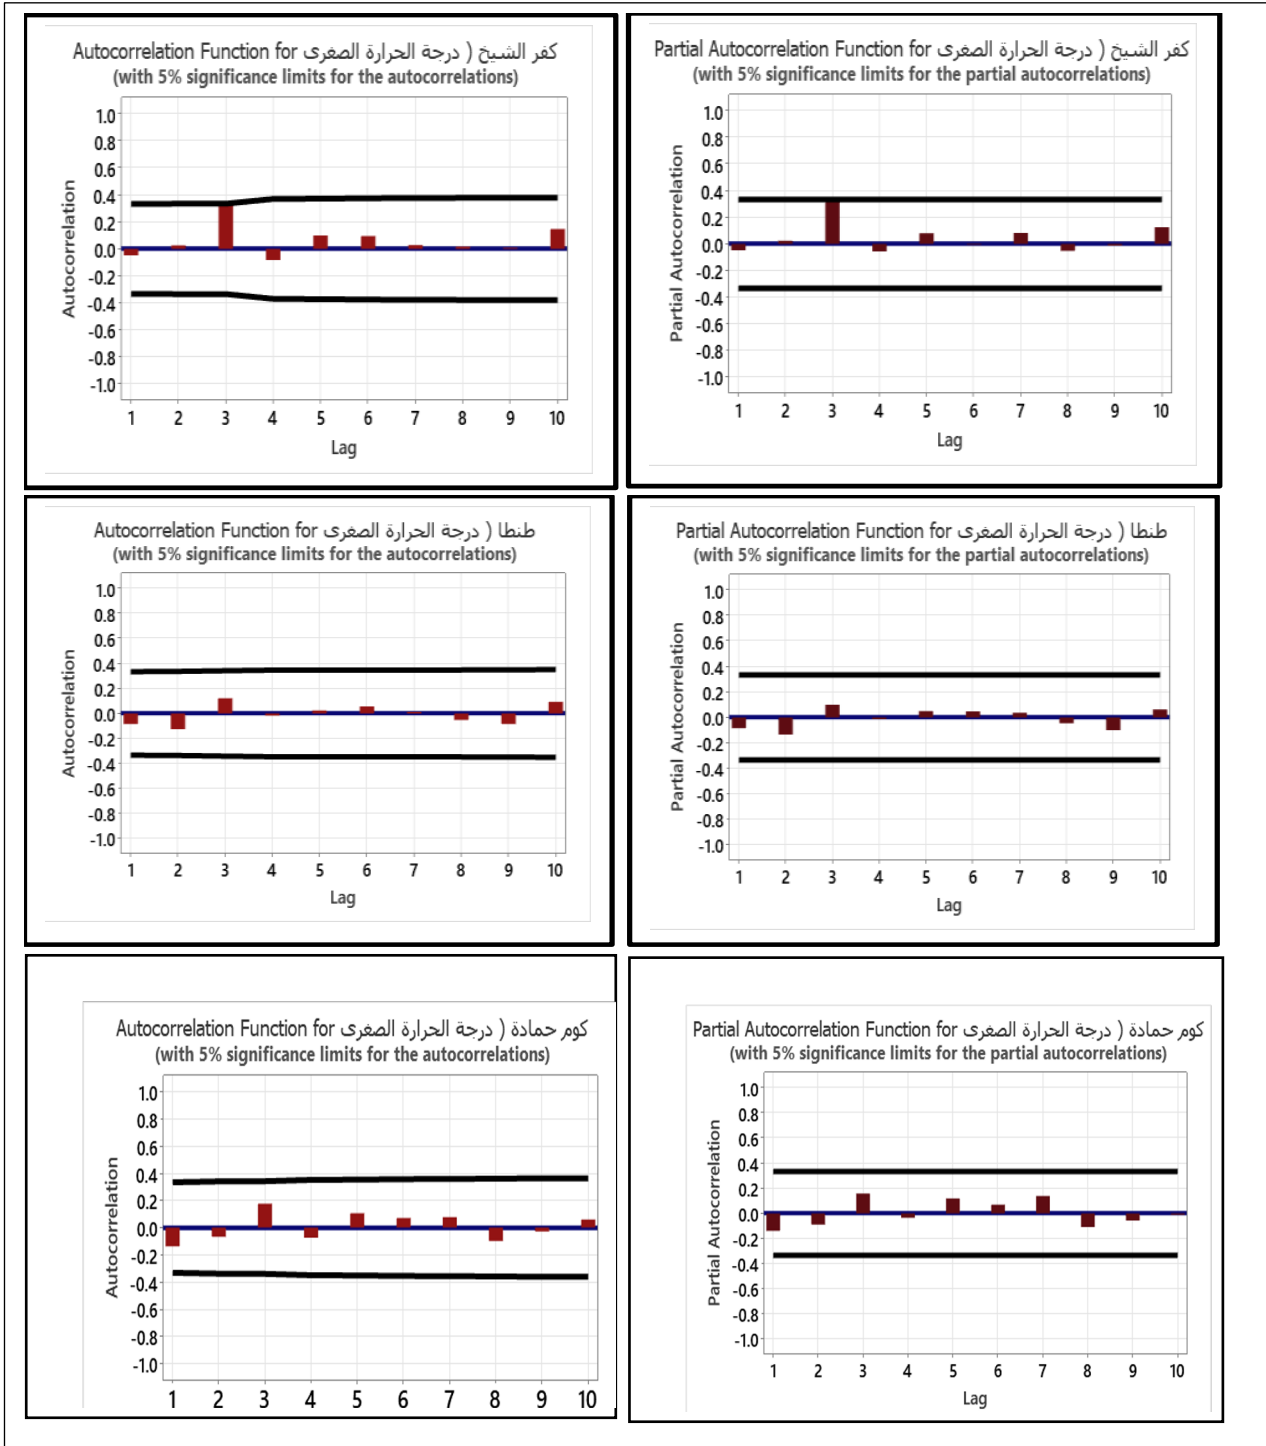 Autocorrelation Function for كفر الشيخ ( درجة الحرارة الصغرى
(with 5% significance limits for the autocorrelations)
Autocorrelation
1.0
0.8
0.6
0.4
0.2
0.0
-0.2
-0.4
-0.6
-0.8
-1.0
1 2 3 4 5 6 7 8 9 10
Lag
Partial Autocorrelation Function for كفر الشيخ ( درجة الحرارة الصغرى
(with 5% significance limits for the partial autocorrelations)
Partial Autocorrelation
1.0
0.8
0.6
0.4
0.2
0.0
-0.2
-0.4
-0.6
-0.8
-1.0
1 2 3 4 5 6 7 8 9 10
Lag
Autocorrelation Function for طنطا ( درجة الحرارة الصغرى
(with 5% significance limits for the autocorrelations)
Autocorrelation
1.0
0.8
0.6
0.4
0.2
0.0
-0.2
-0.4
-0.6
-0.8
-1.0
1 2 3 4 5 6 7 8 9 10
Lag
Partial Autocorrelation Function for طنطا ( درجة الحرارة الصغرى
(with 5% significance limits for the partial autocorrelations)
Partial Autocorrelation
1.0
0.8
0.6
0.4
0.2
0.0
-0.2
-0.4
-0.6
-0.8
-1.0
1 2 3 4 5 6 7 8 9 10
Lag
Autocorrelation Function for كوم حمادة ( درجة الحرارة الصغرى
(with 5% significance limits for the autocorrelations)
Autocorrelation
1.0
0.8
0.6
0.4
0.2
0.0
-0.2
-0.4
-0.6
-0.8
-1.0
1 2 3 4 5 6 7 8 9 10
Partial Autocorrelation Function for كوم حمادة ( درجة الحرارة الصغرى
(with 5% significance limits for the partial autocorrelations)
Partial Autocorrelation
1.0
0.8
0.6
0.4
0.2
0.0
-0.2
-0.4
-0.6
-0.8
-1.0
1 2 3 4 5 6 7 8 9 10
Lag